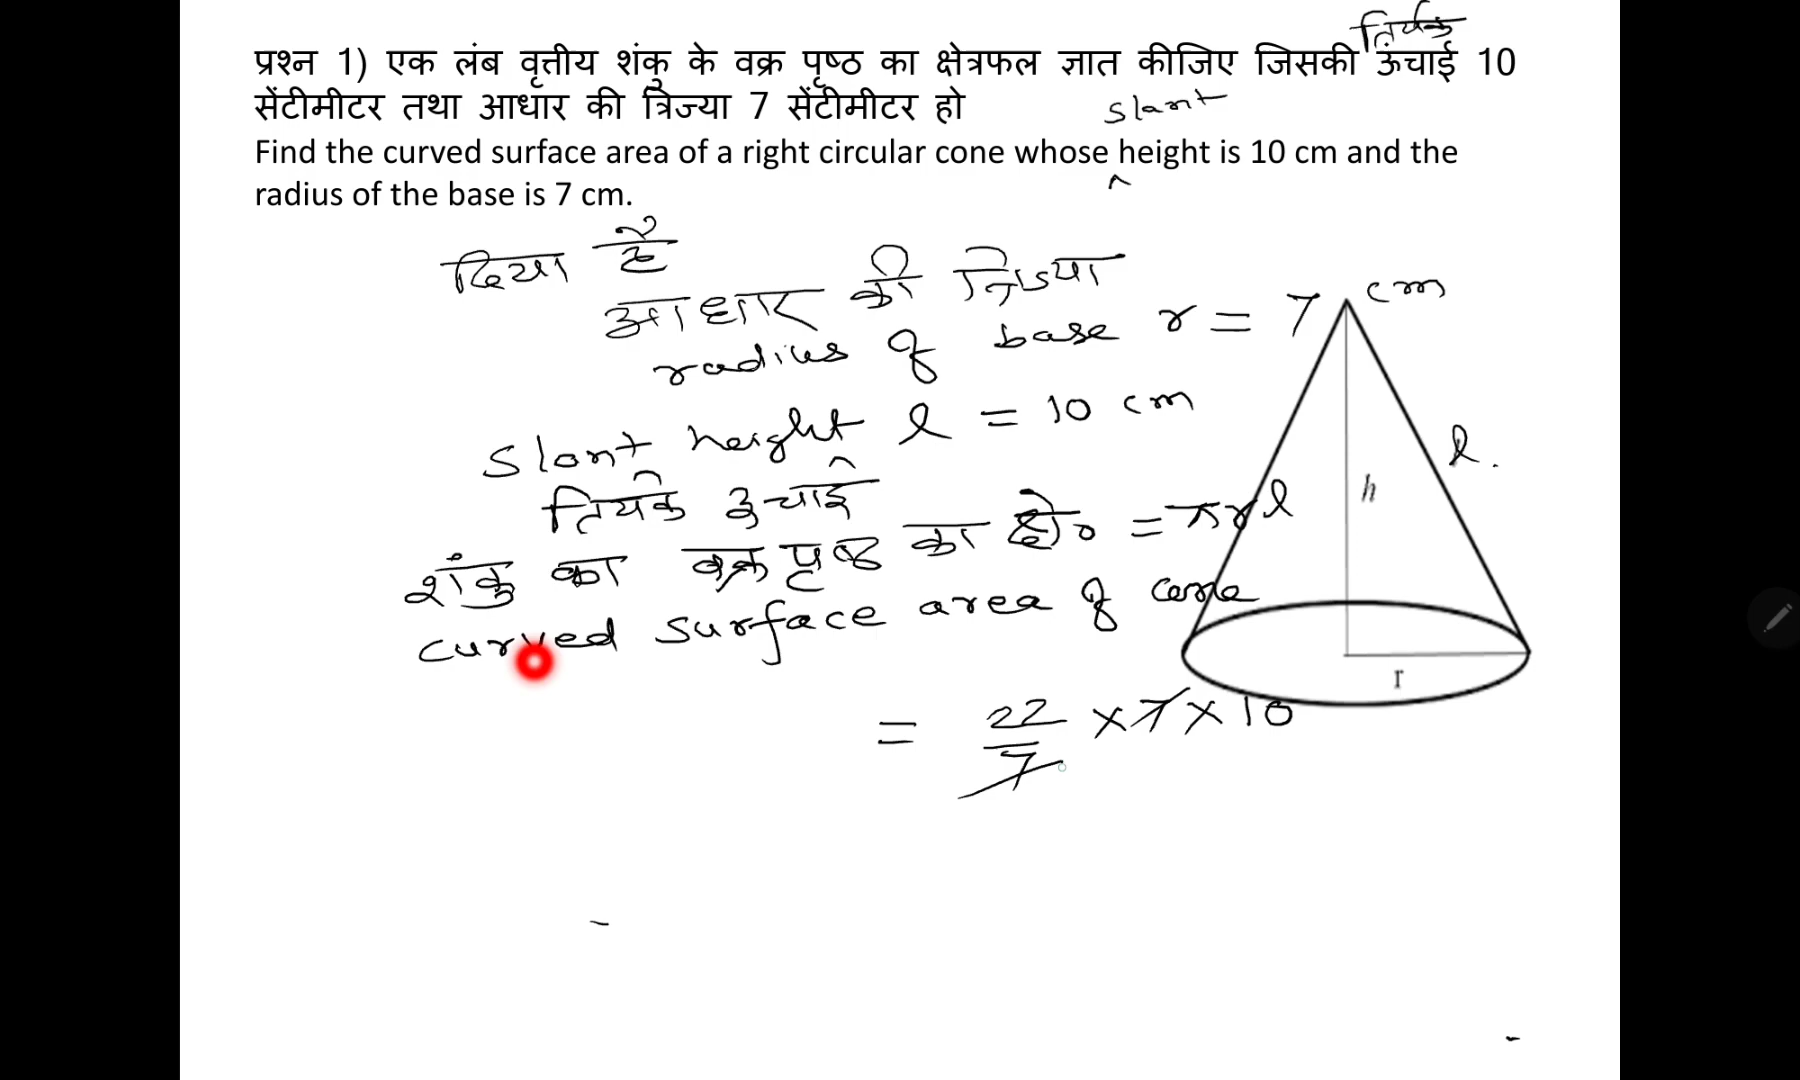 तिर्यक
प्रश्न 1) एक लंब वृत्तीय शंकु के वक्र पृष्ठ का क्षेत्रफल ज्ञात कीजिए जिसकी ऊंचाई 10
सेंटीमीटर तथा आधार की त्रिज्या 7 सेंटीमीटर हो
slant
Find the curved surface area of a right circular cone whose ^ height is 10 cm and the
radius of the base is 7 cm.
दिया है
आधार की त्रिज्या
radius of base r = 7 cm
slant height l = 10 cm
तिर्यक ऊंचाई
शंकु का वक्र पृष्ठ का क्षे० = πrl
curved surface area of cone
= 22/7 × 7 × 10
l
h
r